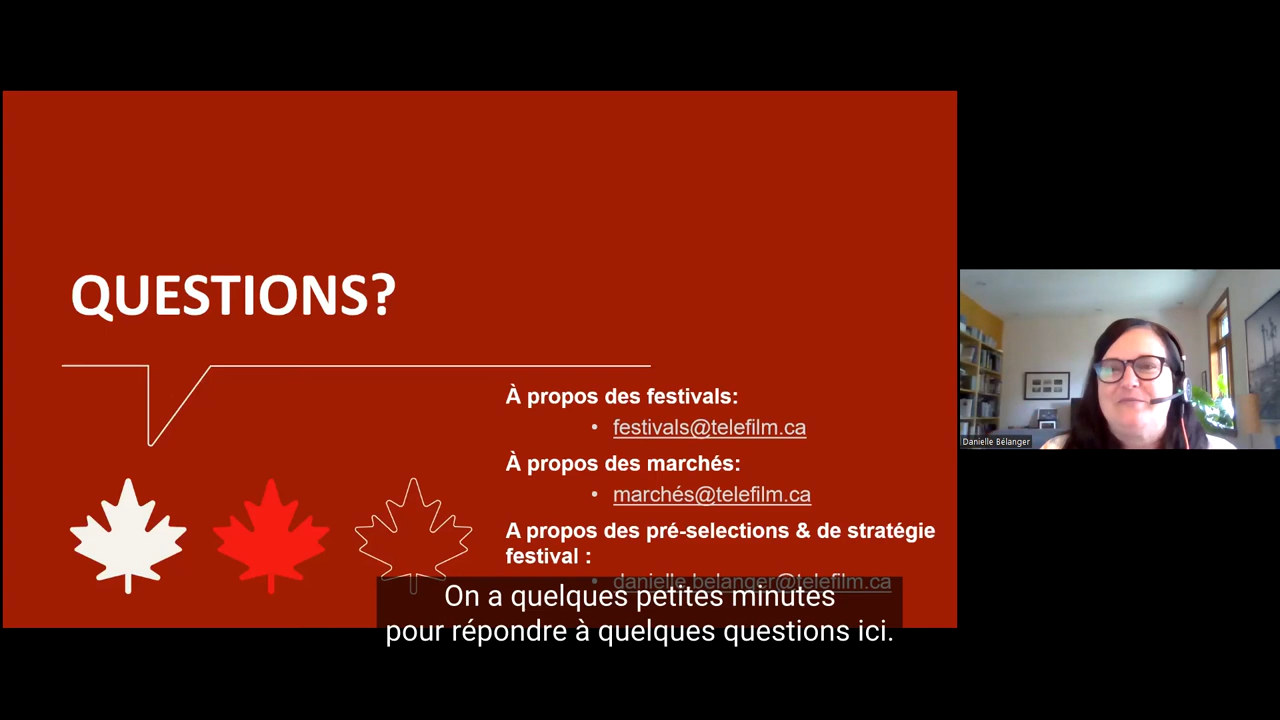 QUESTIONS?
À propos des festivals:
• festivals@telefilm.ca
À propos des marchés:
• marchés@telefilm.ca
A propos des pré-selections & de stratégie
festival :
• danielle.belanger@telefilm.ca
On a quelques petites minutes
pour répondre à quelques questions ici.
Danielle Bélanger